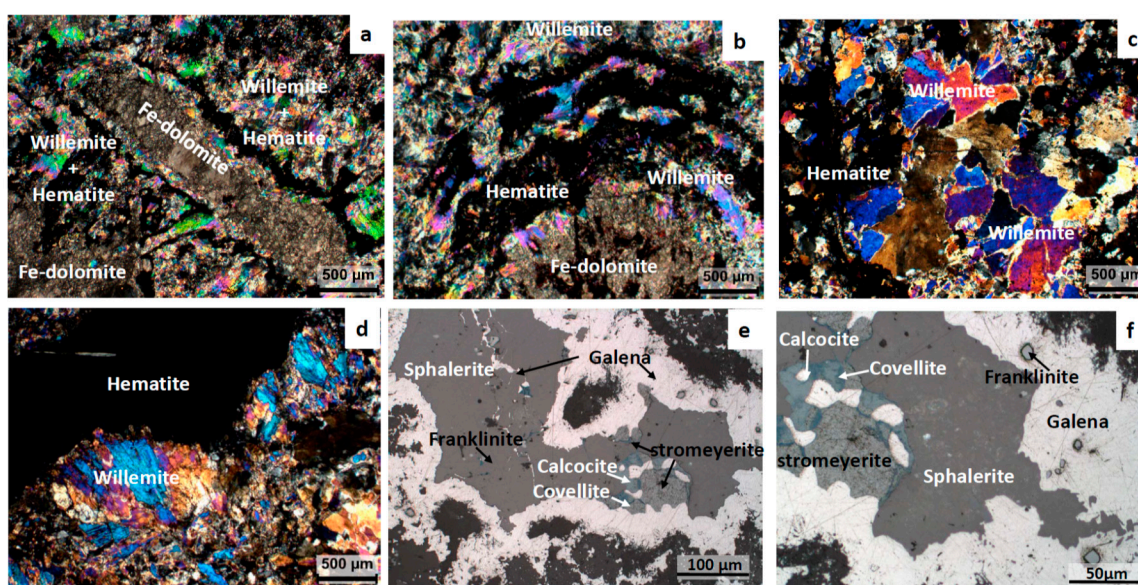 a
Willemite
+
Hematite
Fe-dolomite
Willemite
+
Hematite
Fe-dolomite
500 µm
b
Willemite
Hematite
Willemite
Fe-dolomite
500 µm
c
Willemite
Hematite
Willemite
500 µm
d
Hematite
Willemite
500 µm
e
Galena
Sphalerite
Franklinite
stromeyerite
Calcocite
Covellite
100 µm
f
Calcocite
Covellite
Franklinite
Galena
stromeyerite
Sphalerite
50µm